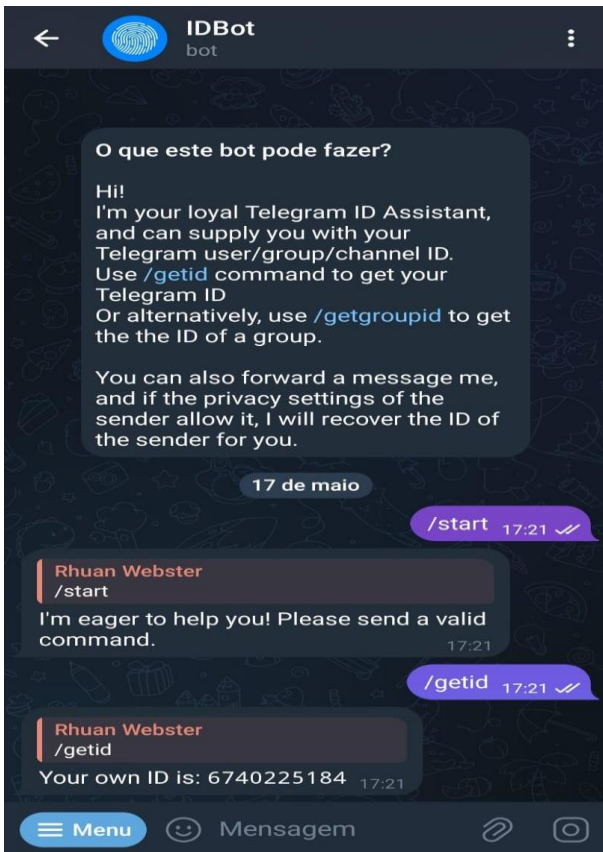 IDBot
bot
O que este bot pode fazer?
Hi!
I'm your loyal Telegram ID Assistant,
and can supply you with your
Telegram user/group/channel ID.
Use /getid command to get your
Telegram ID
Or alternatively, use /getgroupid to get
the the ID of a group.
You can also forward a message me,
and if the privacy settings of the
sender allow it, I will recover the ID of
the sender for you.
17 de maio
/start 17:21
Rhuan Webster
/start
I'm eager to help you! Please send a valid
command. 17:21
/getid 17:21
Rhuan Webster
/getid
Your own ID is: 6740225184 17:21
Menu Mensagem